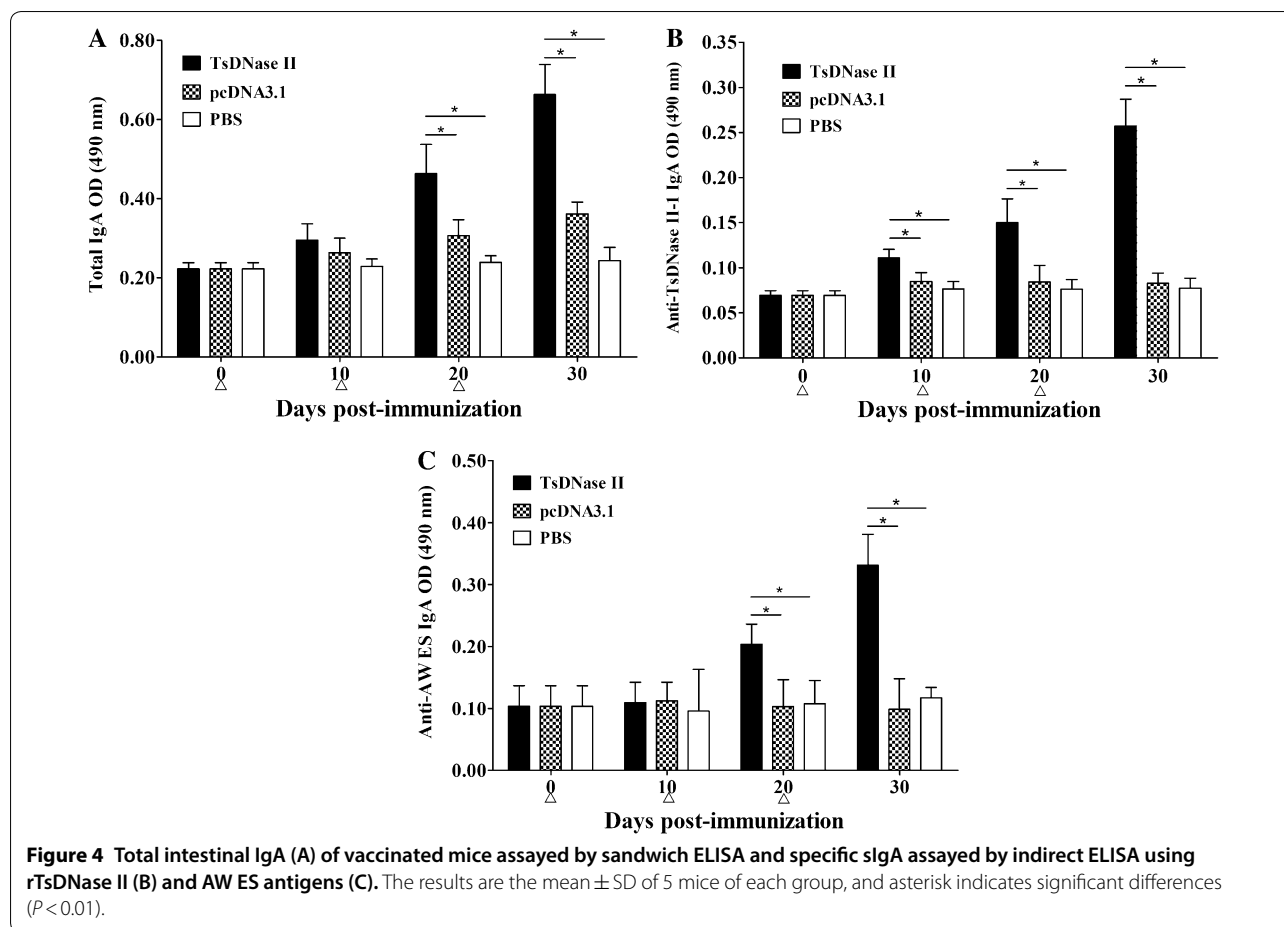 A
0.80
0.60
0.40
0.20
0.00
Total IgA OD (490 nm)
TsDNase II
pcDNA3.1
PBS
* *
* *
0 10 20 30
△ △ △
Days post-immunization
B
0.35
0.30
0.25
0.20
0.15
0.10
0.05
0.00
Anti-TsDNase II-1 IgA OD (490 nm)
TsDNase II
pcDNA3.1
PBS
* *
* *
* *
0 10 20 30
△ △ △
Days post-immunization
C
0.50
0.40
0.30
0.20
0.10
0.00
Anti-AW ES IgA OD (490 nm)
TsDNase II
pcDNA3.1
PBS
* *
* *
0 10 20 30
△ △ △
Days post-immunization
Figure 4 Total intestinal IgA (A) of vaccinated mice assayed by sandwich ELISA and specific sIgA assayed by indirect ELISA using
rTsDNase II (B) and AW ES antigens (C). The results are the mean ± SD of 5 mice of each group, and asterisk indicates significant differences
(P < 0.01).